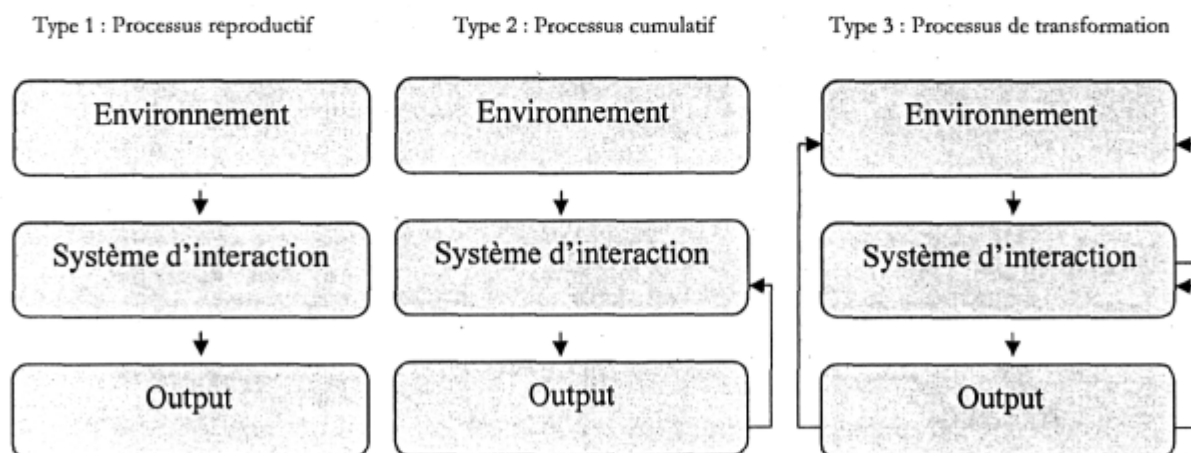 Type 1 : Processus reproductif
Type 2 : Processus cumulatif
Type 3 : Processus de transformation
Environnement
Environnement
Environnement
Système d'interaction
Système d'interaction
Système d'interaction
Output
Output
Output